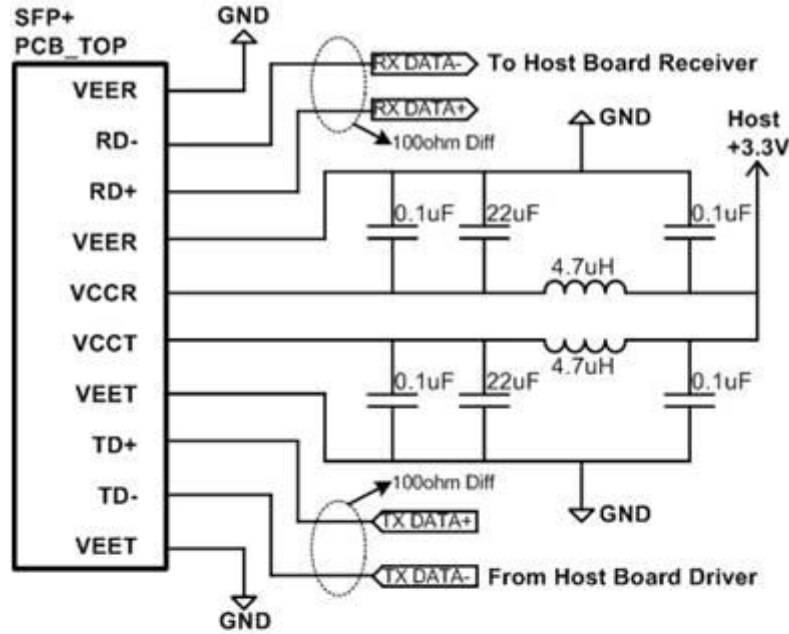 SFP+
PCB_TOP
GND
VEER
RX DATA-
To Host Board Receiver
RD-
RX DATA+
100ohm Diff
GND
Host
+3.3V
RD+
VEER
0.1uF
22uF
0.1uF
VCCR
4.7uH
VCCT
4.7uH
VEET
0.1uF
22uF
0.1uF
TD+
100ohm Diff
TD-
TX DATA+
GND
VEET
TX DATA-
From Host Board Driver
GND